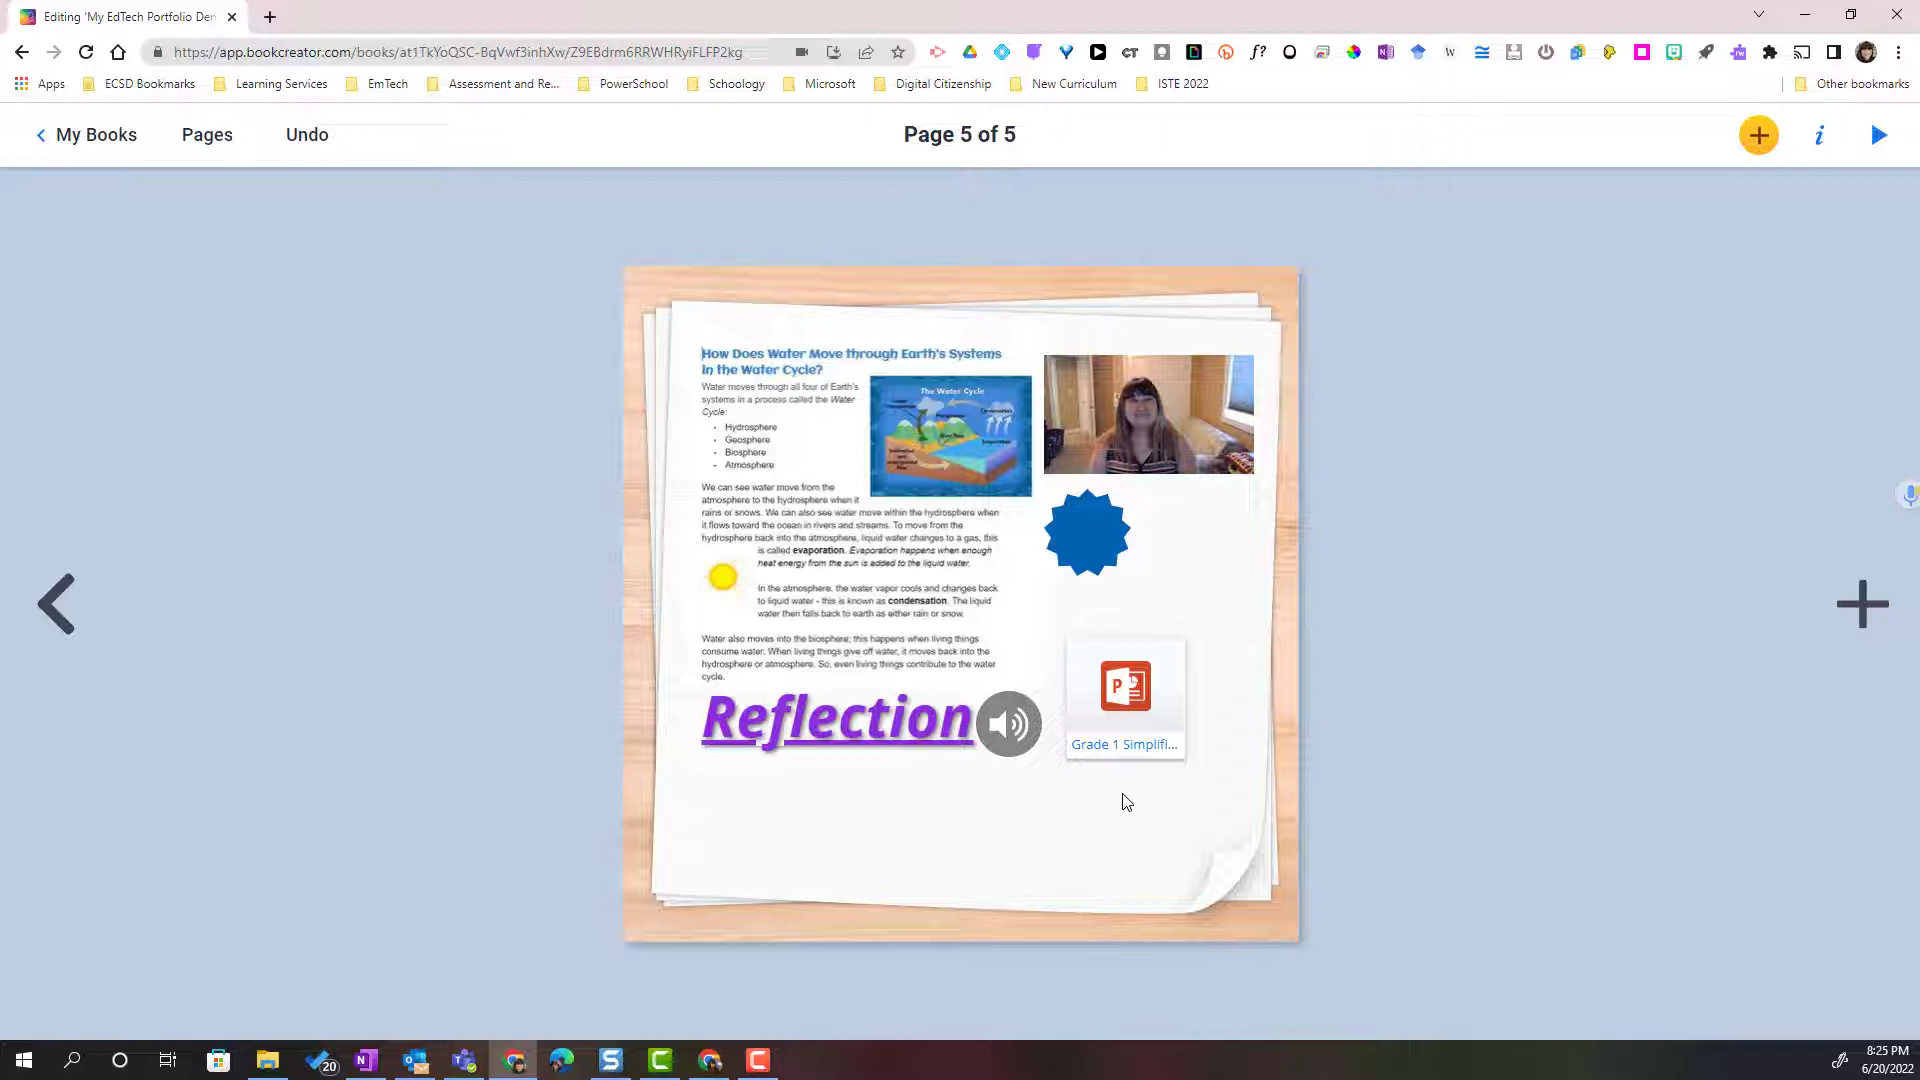 Editing 'My EdTech Portfolio Den
https://app.bookcreator.com/books/at1TkYoQSC-BqVwf3inhXw/Z9EBdrm6RRWHRyiFLFP2kg
Apps ECSD Bookmarks Learning Services EmTech Assessment and Re... PowerSchool Schoology Microsoft Digital Citizenship New Curriculum ISTE 2022 Other bookmarks
My Books Pages Undo Page 5 of 5
How Does Water Move through Earth's Systems
in the Water Cycle?
Water moves through all four of Earth's
systems in a process called the Water
Cycle:
The Water Cycle
• Hydrosphere
• Geosphere
• Biosphere
• Atmosphere
We can see water move from the
atmosphere to the hydrosphere when it
rains or snows. We can also see water move within the hydrosphere when
it flows toward the ocean in rivers and streams. To move from the
hydrosphere back into the atmosphere, liquid water changes to a gas, this
is called evaporation. Evaporation happens when enough
heat energy from the sun is added to the liquid water.
In the atmosphere, the water vapor cools and changes back
to liquid water - this is known as condensation. The liquid
water then falls back to earth as either rain or snow.
Water also moves into the biosphere; this happens when living things
consume water. When living things give off water, it moves back into the
hydrosphere or atmosphere. So, even living things contribute to the water
cycle.
Reflection
P
Grade 1 Simplifi...
20
8:25 PM
6/20/2022